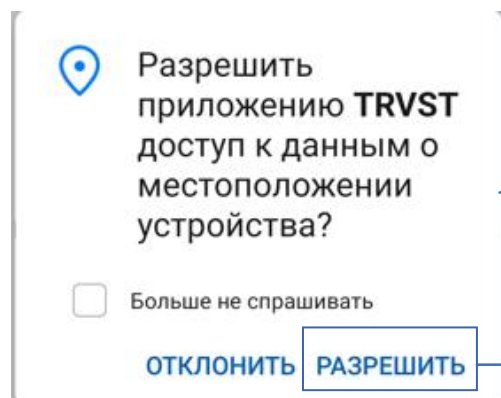 Разрешить
приложению TRVST
доступ к данным о
местоположении
устройства?
Больше не спрашивать
ОТКЛОНИТЬ РАЗРЕШИТЬ